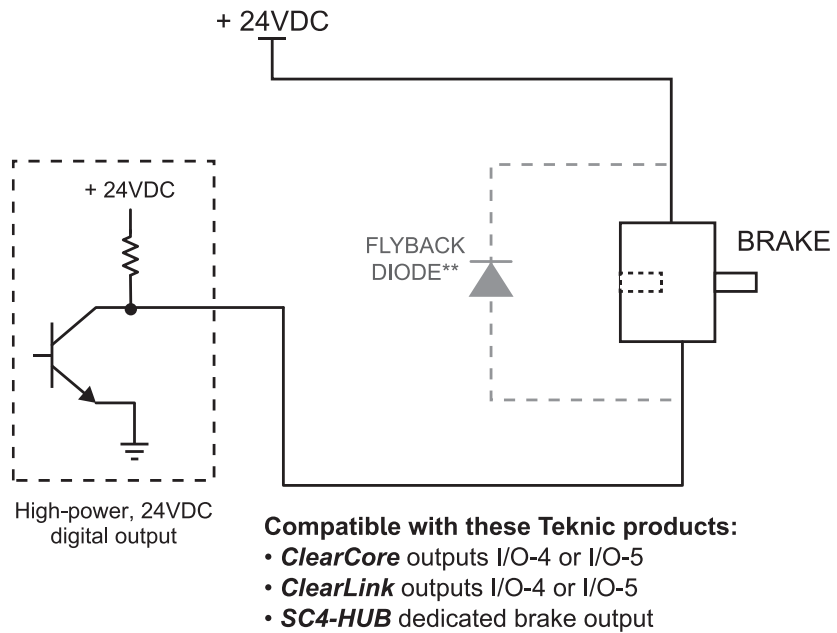 + 24VDC
+ 24VDC
FLYBACK
DIODE**
BRAKE
High-power, 24VDC
digital output
Compatible with these Teknic products:
• ClearCore outputs I/O-4 or I/O-5
• ClearLink outputs I/O-4 or I/O-5
• SC4-HUB dedicated brake output